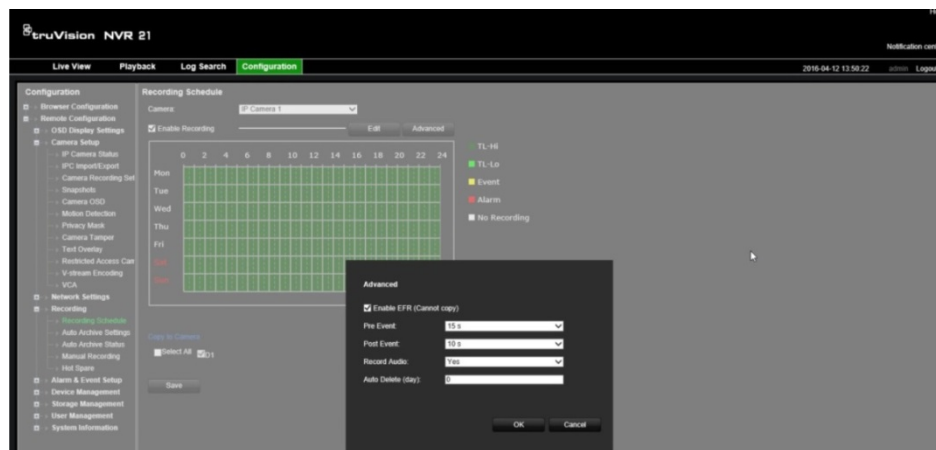 truVision NVR 21
Notification cen
Live View Playback Log Search Configuration
2016-04-12 13:50:22 admin Logou
Configuration
Browser Configuration
Remote Configuration
OSD Display Settings
Camera Setup
IP Camera Status
IPC Import/Export
Camera Recording Set
Snapshots
Camera OSD
Motion Detection
Privacy Mask
Camera Tamper
Text Overlay
Restricted Access Cam
V-stream Encoding
VCA
Network Settings
Recording
Recording Schedule
Auto Archive Settings
Auto Archive Status
Manual Recording
Hot Spare
Alarm & Event Setup
Device Management
Storage Management
User Management
System Information
Recording Schedule
Camera: IP Camera 1
Enable Recording Edit Advanced
0 2 4 6 8 10 12 14 16 18 20 22 24
Mon
Tue
Wed
Thu
Fri
Sat
Sun
TL-Hi
TL-Lo
Event
Alarm
No Recording
Copy to Camera
Select All D1
Save
Advanced
Enable EFR (Cannot copy)
Pre Event: 15 s
Post Event: 10 s
Record Audio: Yes
Auto Delete (day): 0
OK Cancel